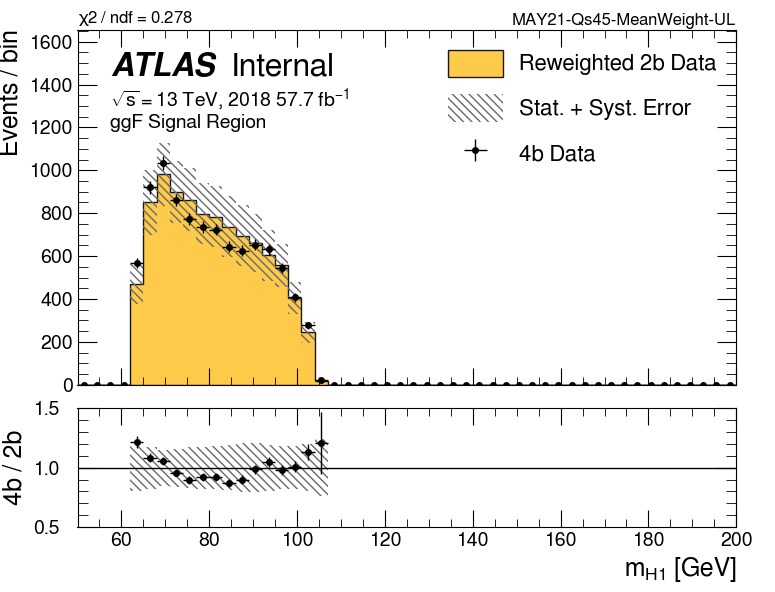 χ² / ndf = 0.278
MAY21-Qs45-MeanWeight-UL
Events / bin
1600
1400
1200
1000
800
600
400
200
0
ATLAS Internal
√s = 13 TeV, 2018 57.7 fb⁻¹
ggF Signal Region
Reweighted 2b Data
Stat. + Syst. Error
4b Data
4b / 2b
1.5
1.0
0.5
60 80 100 120 140 160 180 200
m_H1 [GeV]